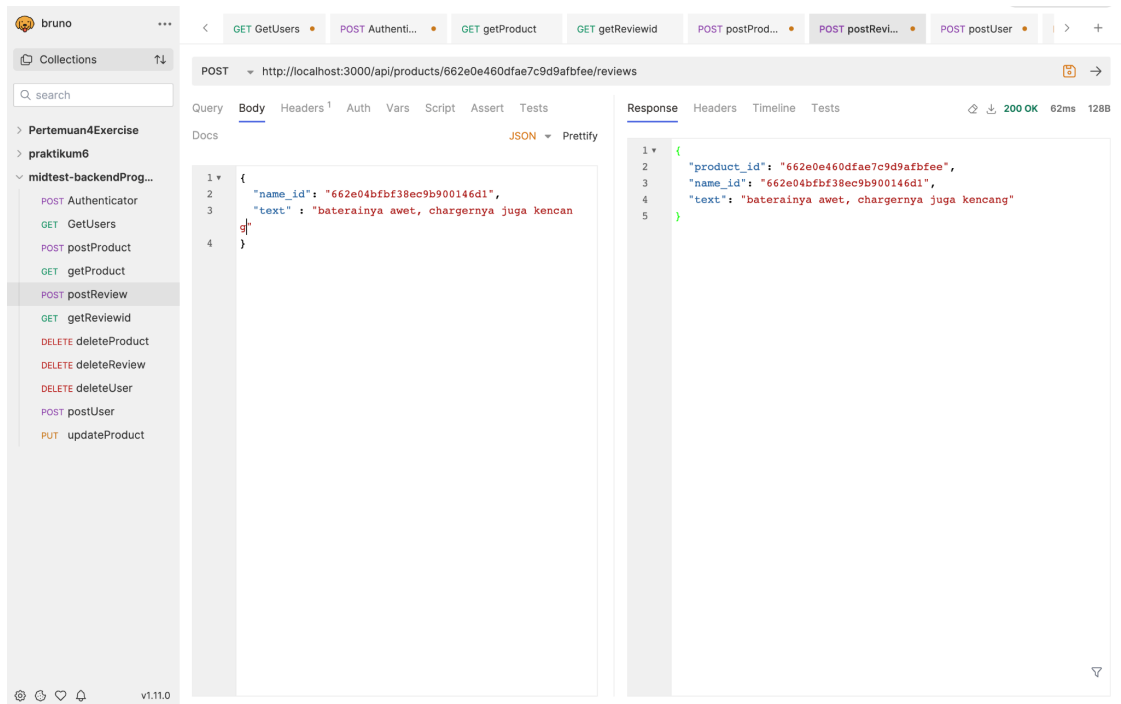 bruno
Collections
search
Pertemuan4Exercise
praktikum6
midtest-backendProg...
POST Authenticator
GET GetUsers
POST postProduct
GET getProduct
POST postReview
GET getReviewid
DELETE deleteProduct
DELETE deleteReview
DELETE deleteUser
POST postUser
PUT updateProduct
v1.11.0
GET GetUsers POST Authenti... GET getProduct GET getReviewid POST postProd... POST postRevi... POST postUser
POST http://localhost:3000/api/products/662e0e460dfae7c9d9afbfee/reviews
Query Body Headers 1 Auth Vars Script Assert Tests
Docs JSON Prettify
1 {
2 "name_id": "662e04bfbf38ec9b900146d1",
3 "text" : "baterainya awet, chargernya juga kencan
g"
4 }
Response Headers Timeline Tests 200 OK 62ms 128B
1 {
2 "product_id": "662e0e460dfae7c9d9afbfee",
3 "name_id": "662e04bfbf38ec9b900146d1",
4 "text": "baterainya awet, chargernya juga kencang"
5 }